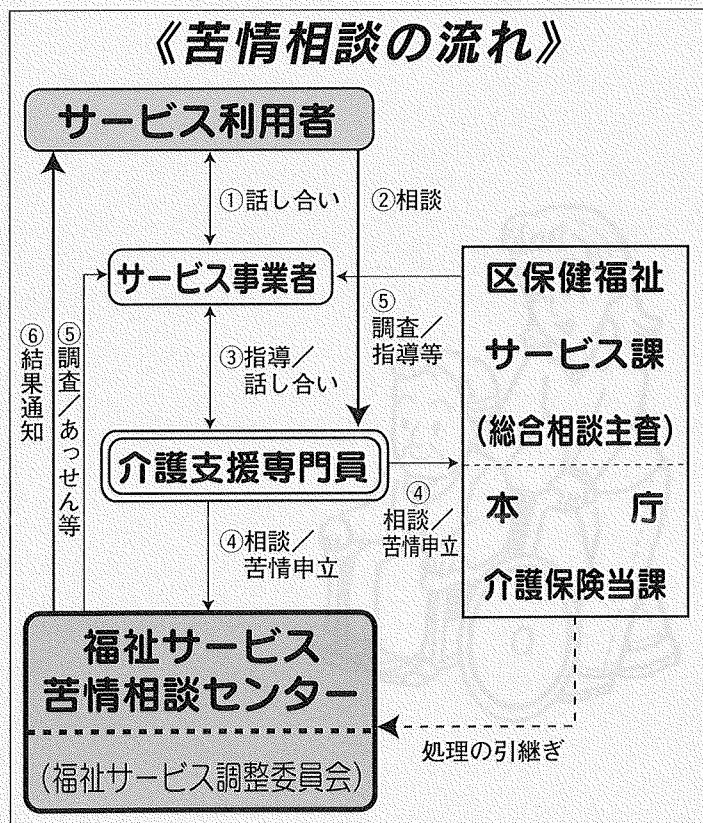 《苦情相談の流れ》
サービス利用者
①話し合い
②相談
サービス事業者
⑤
調査／
指導等
③指導／
話し合い
介護支援専門員
④
相談／
苦情申立
④相談／
苦情申立
⑥結果通知
⑤調査／あっせん等
区保健福祉
サービス課
(総合相談主査)
本 庁
介護保険当課
福祉サービス
苦情相談センター
(福祉サービス調整委員会)
処理の引継ぎ